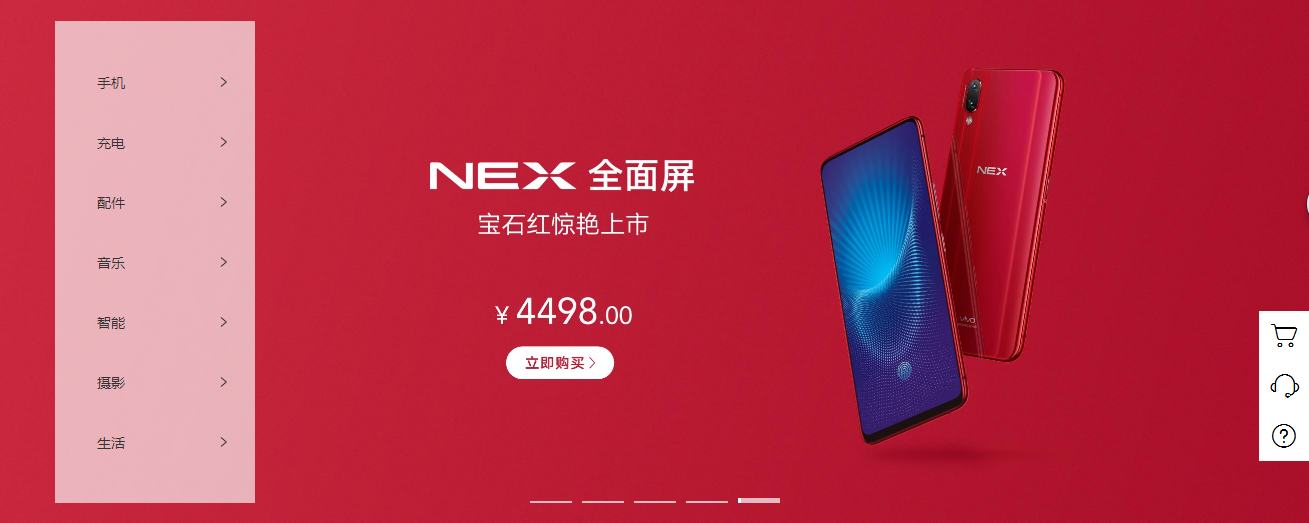 手机
充电
配件
音乐
智能
摄影
生活
NEX 全面屏
宝石红惊艳上市
¥ 4498.00
立即购买
NEX
vivo